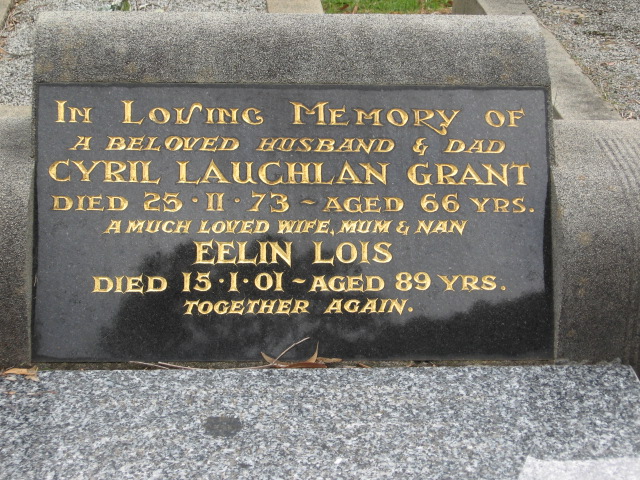 In Loving Memory of
A BELOVED HUSBAND & DAD
CYRIL LAUCHLAN GRANT
DIED 25·11·73 ~ AGED 66 YRS.
A MUCH LOVED WIFE, MUM & NAN
EELIN LOIS
DIED 15·1·01 ~ AGED 89 YRS.
TOGETHER AGAIN.